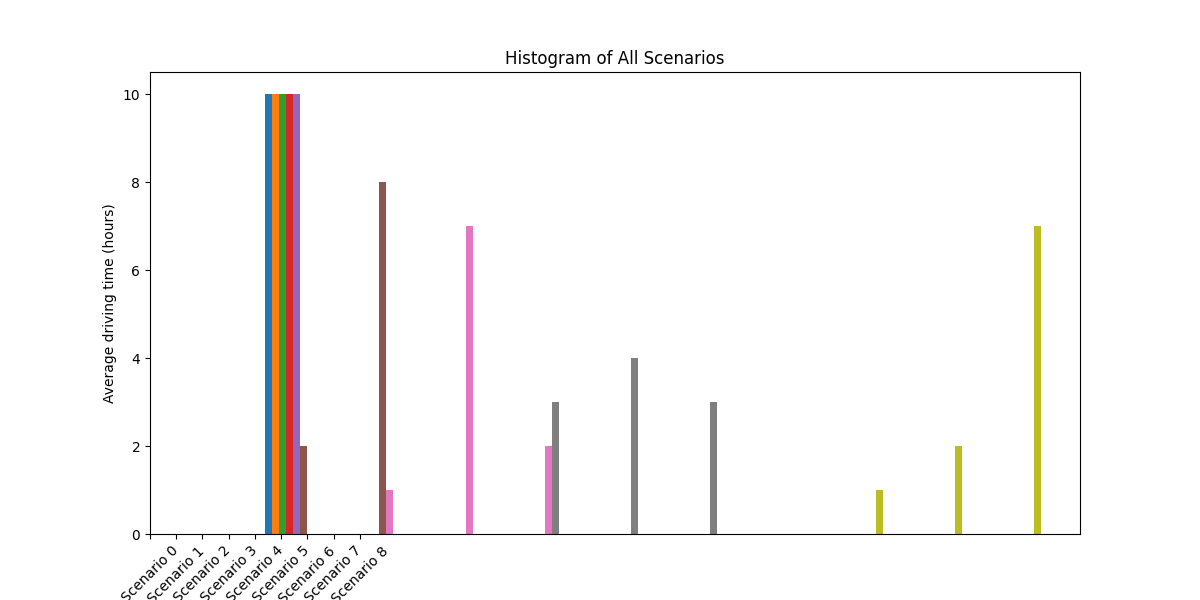 Histogram of All Scenarios
Average driving time (hours)
10
8
6
4
2
0
Scenario 0
Scenario 1
Scenario 2
Scenario 3
Scenario 4
Scenario 5
Scenario 6
Scenario 7
Scenario 8